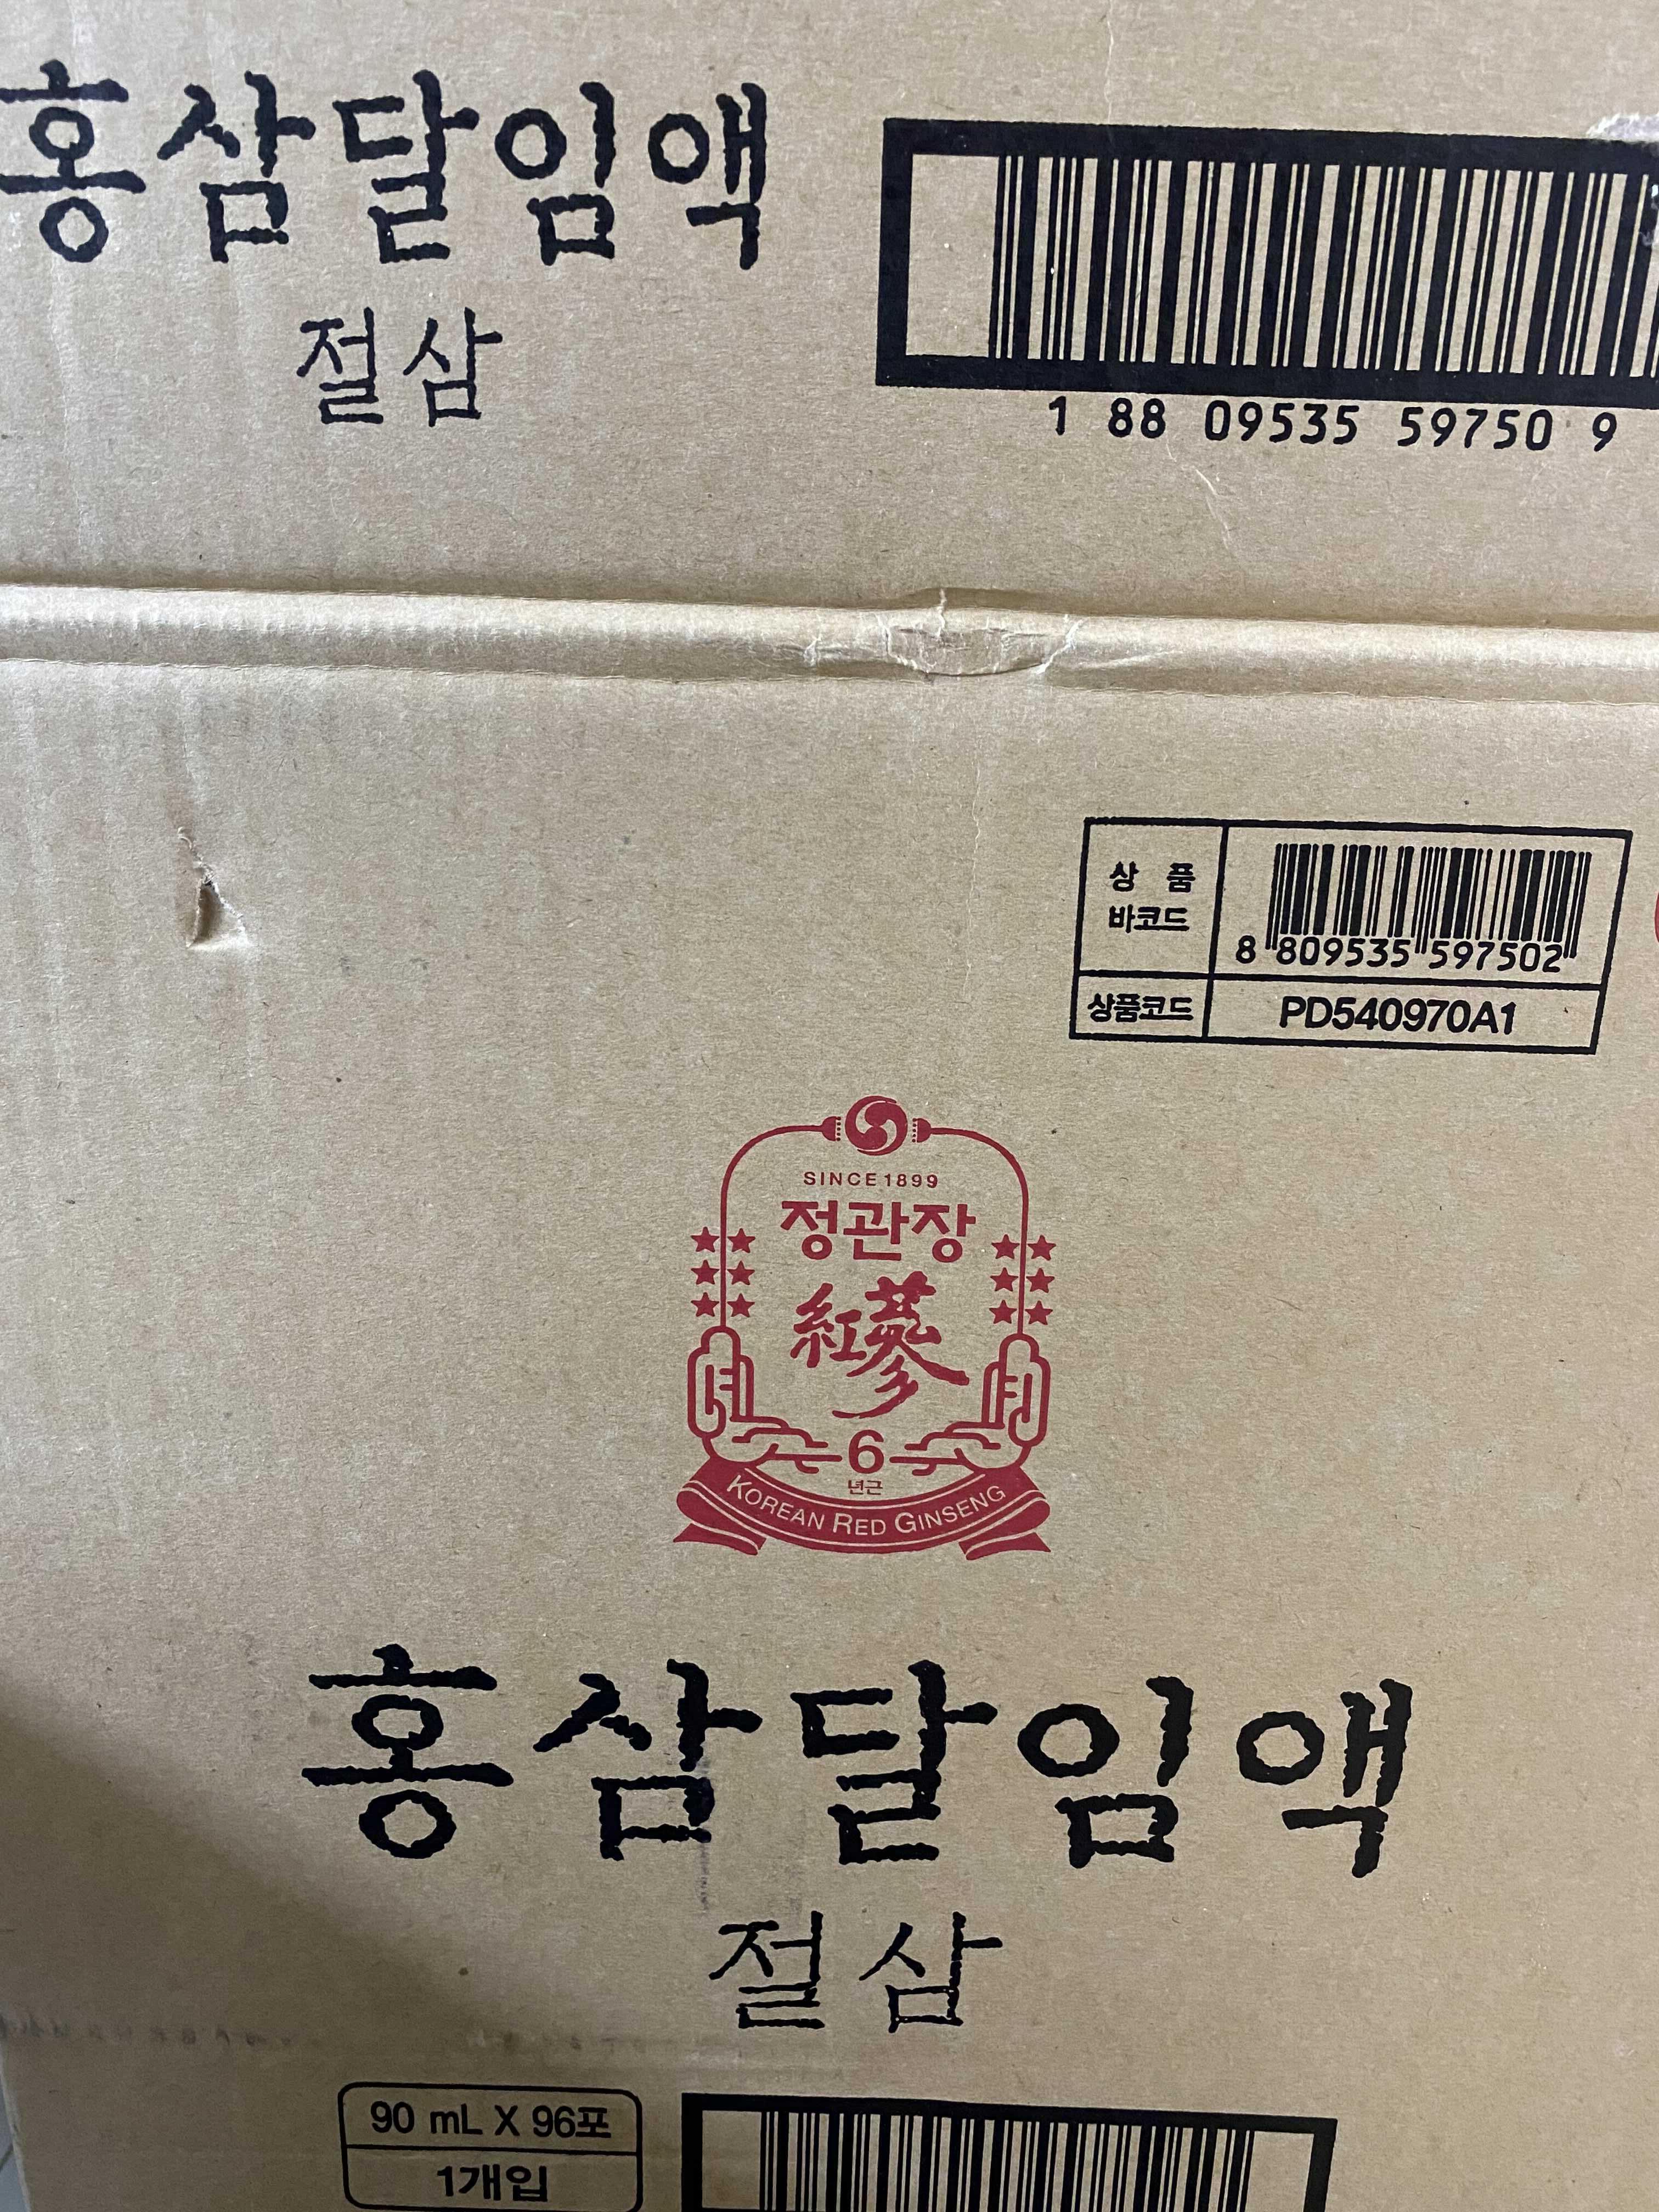 홍삼달임액
절삼
1 88 09535 59750 9
상 품
바코드
8 809535 597502
상품코드
PD540970A1
SINCE 1899
정관장
紅蔘
6
년근
KOREAN RED GINSENG
홍삼달임액
절삼
90 mL X 96포
1개입